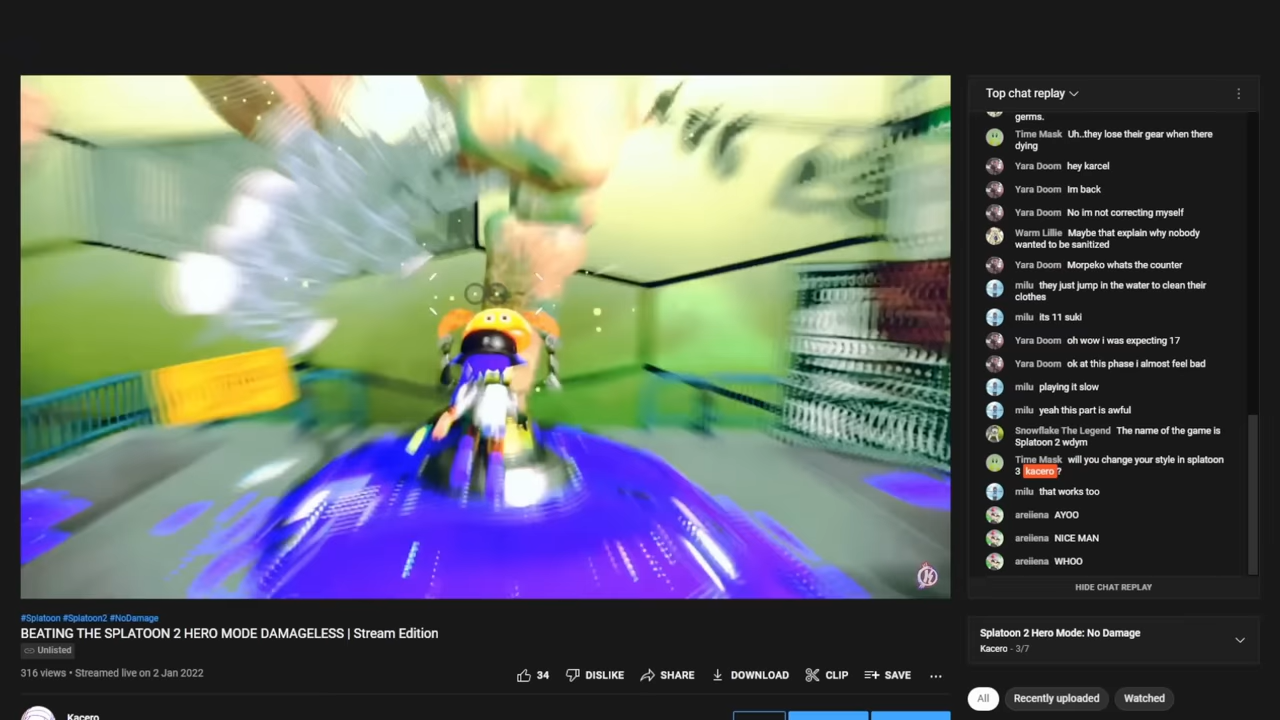 Top chat replay
germs.
Time Mask Uh..they lose their gear when there
dying
Yara Doom hey karcel
Yara Doom Im back
Yara Doom No im not correcting myself
Warm Lillie Maybe that explain why nobody
wanted to be sanitized
Yara Doom Morpeko whats the counter
milu they just jump in the water to clean their
clothes
milu its 11 suki
Yara Doom oh wow i was expecting 17
Yara Doom ok at this phase i almost feel bad
milu playing it slow
milu yeah this part is awful
Snowflake The Legend The name of the game is
Splatoon 2 wdym
Time Mask will you change your style in splatoon
3 kacero ?
milu that works too
areiiena AYOO
areiiena NICE MAN
areiiena WHOO
HIDE CHAT REPLAY
#Splatoon #Splatoon2 #NoDamage
BEATING THE SPLATOON 2 HERO MODE DAMAGELESS | Stream Edition
Unlisted
316 views • Streamed live on 2 Jan 2022
34 DISLIKE SHARE DOWNLOAD CLIP SAVE
Splatoon 2 Hero Mode: No Damage
Kacero - 3/7
All Recently uploaded Watched
Kacero